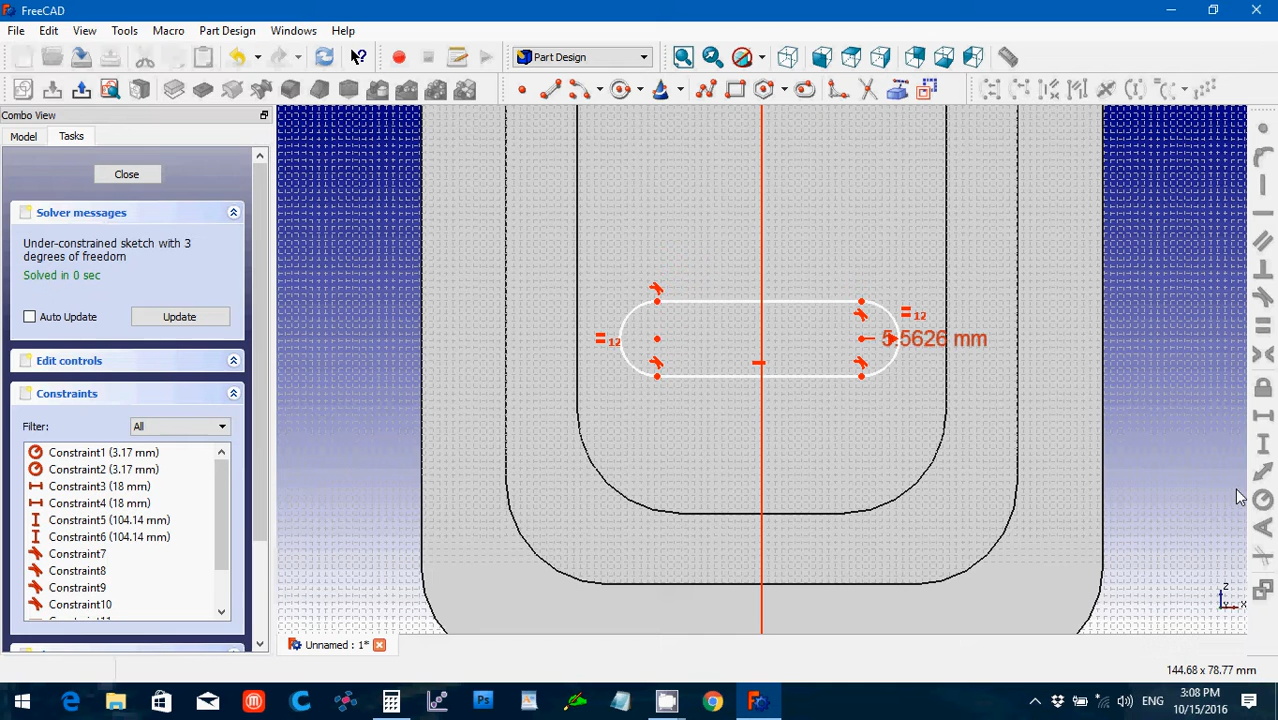 FreeCAD
File Edit View Tools Macro Part Design Windows Help
Part Design
Combo View
Model Tasks
Close
Solver messages
Under-constrained sketch with 3
degrees of freedom
Solved in 0 sec
Auto Update Update
Edit controls
Constraints
Filter: All
Constraint1 (3.17 mm)
Constraint2 (3.17 mm)
Constraint3 (18 mm)
Constraint4 (18 mm)
Constraint5 (104.14 mm)
Constraint6 (104.14 mm)
Constraint7
Constraint8
Constraint9
Constraint10
12
12
5.5626 mm
Z
X
Unnamed : 1*
144.68 x 78.77 mm
ENG
3:08 PM
10/15/2016